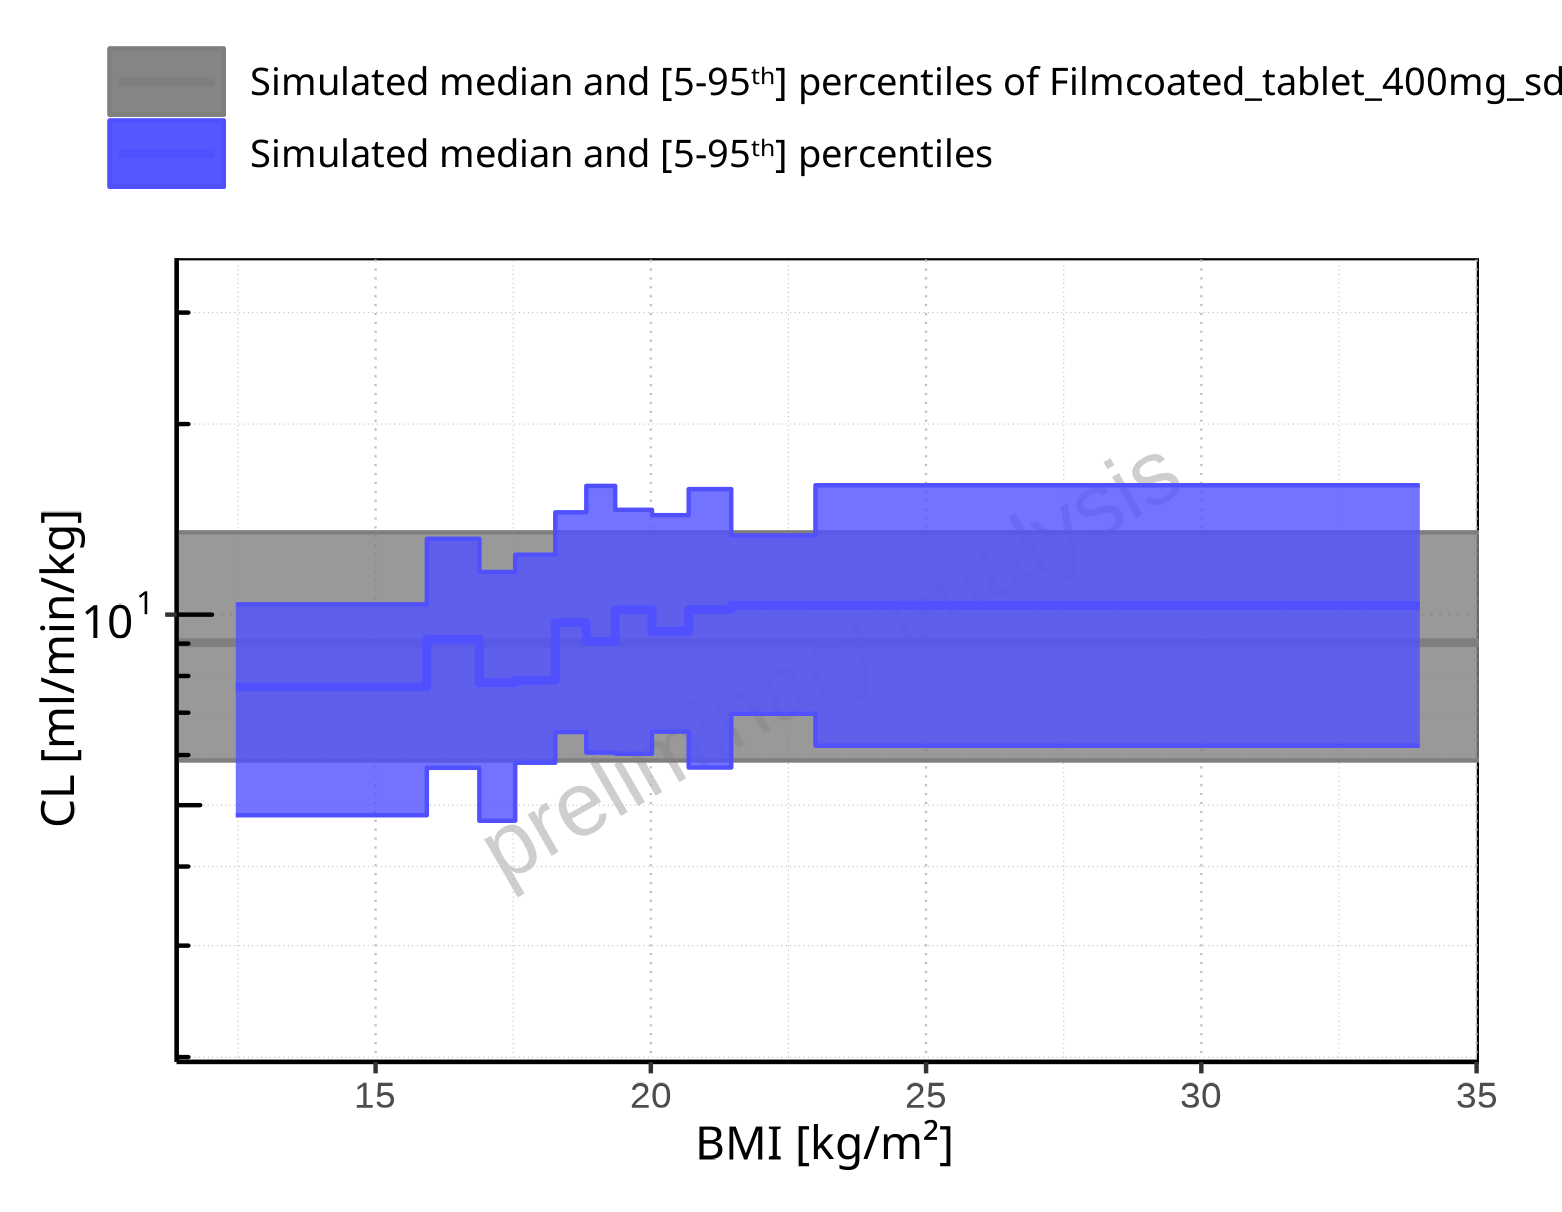 Simulated median and [5-95ᵗʰ] percentiles of Filmcoated_tablet_400mg_sd
Simulated median and [5-95ᵗʰ] percentiles
CL [ml/min/kg]
10¹
preliminary analysis
15 20 25 30 35
BMI [kg/m²]